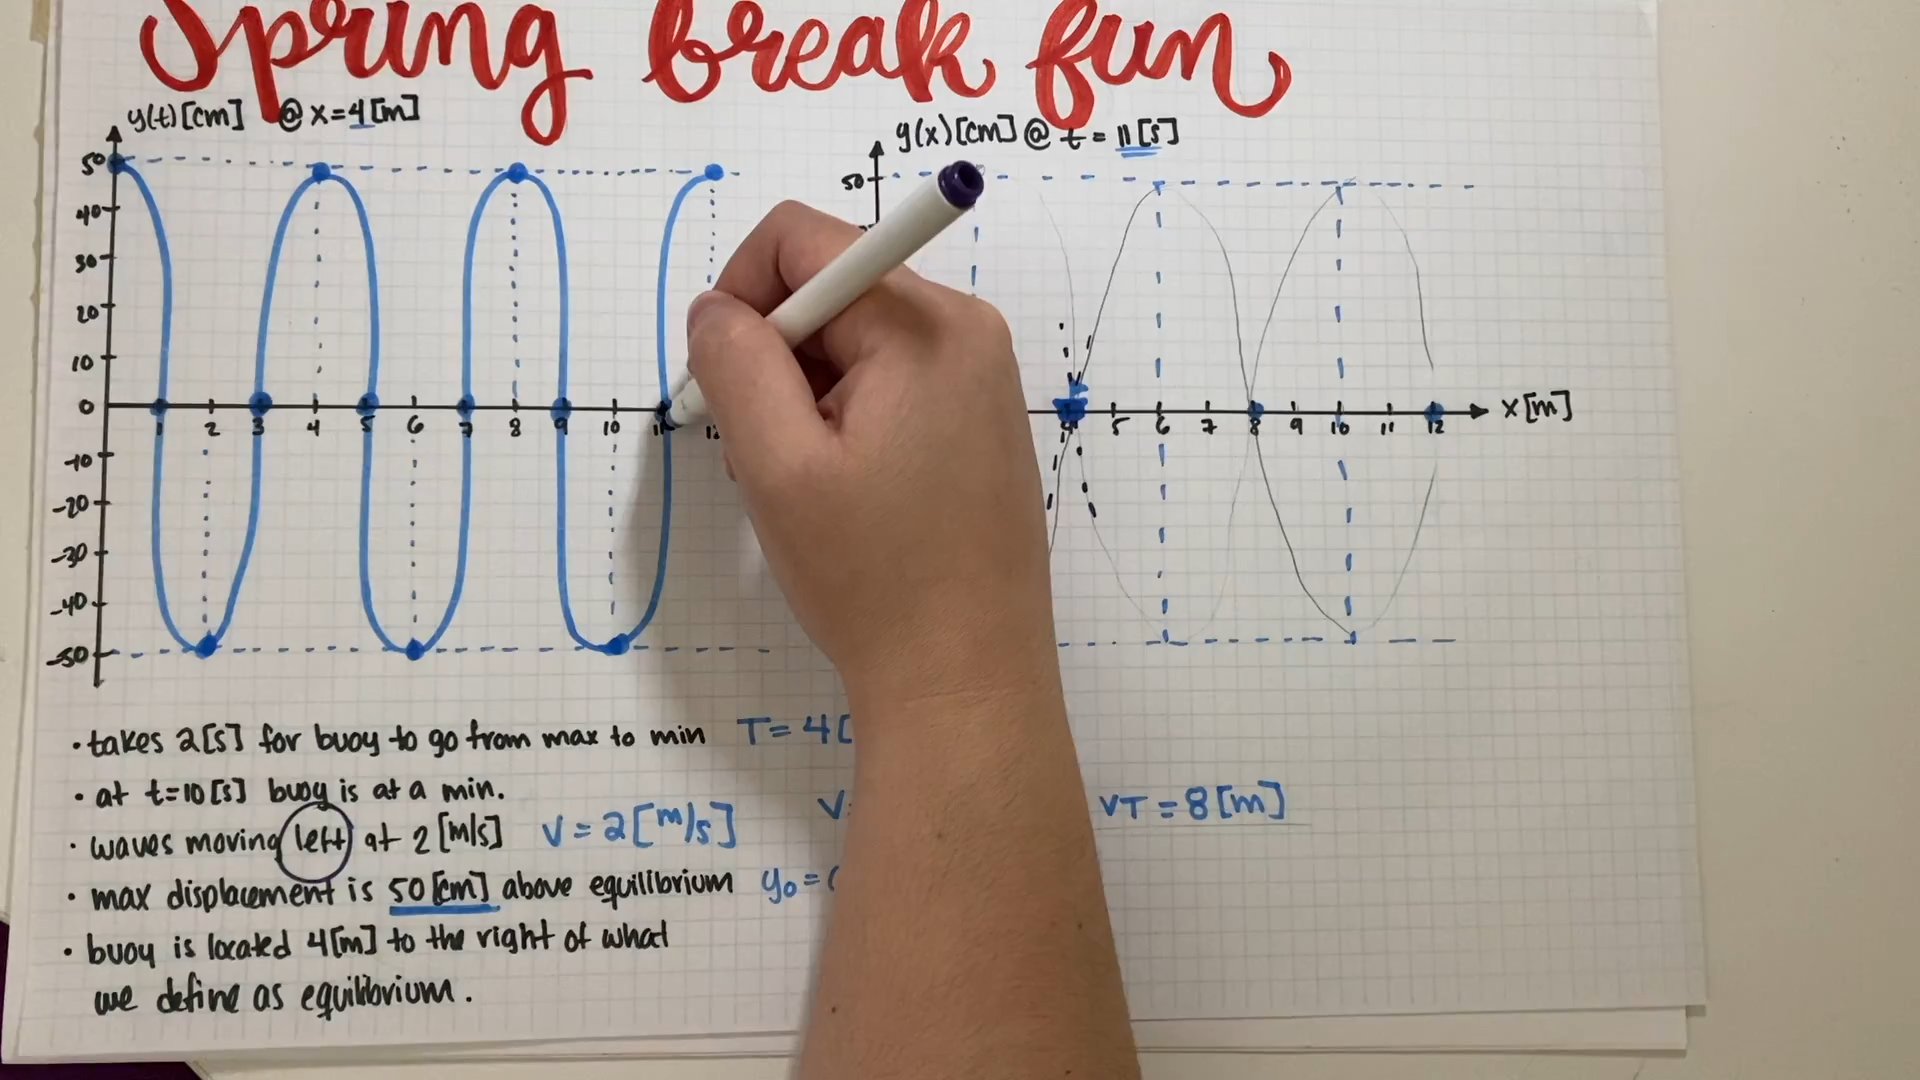 Spring break fun
y(t)[cm] @ x=4[m]
50
40
30
20
10
0
-10
-20
-30
-40
-50
1 2 3 4 5 6 7 8 9 10 11
y(x)[cm] @ t = 11[s]
50
4 5 6 7 8 9 10 11 12
x[m]
• takes 2[s] for buoy to go from max to min T=4[
• at t=10[s] buoy is at a min.
VT = 8[m]
• waves moving left at 2[m/s] V = 2[m/s]
• max displacement is 50[cm] above equilibrium y₀=
• buoy is located 4[m] to the right of what
we define as equilibrium.